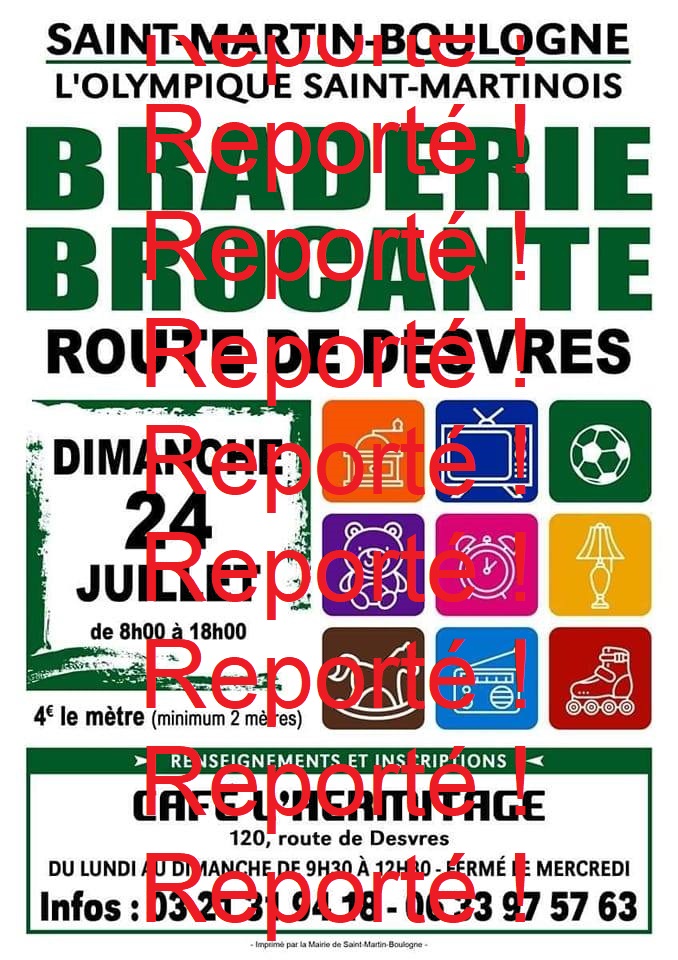 SAINT-MARTIN-BOULOGNE
Reporté !
L'OLYMPIQUE SAINT-MARTINOIS
Reporté !
BRADERIE
Reporté !
BROCANTE
Reporté !
ROUTE DE DESVRES
Reporté !
DIMANCHE
24
Reporté !
JUILLET
de 8h00 à 18h00
Reporté !
4€ le mètre (minimum 2 mètres)
RENSEIGNEMENTS ET INSCRIPTIONS
Reporté !
CAFE L'HERMITAGE
120, route de Desvres
DU LUNDI AU DIMANCHE DE 9H30 À 12H30 - FERMÉ LE MERCREDI
Reporté !
Infos : 03 21 31 94 18 - 06 33 97 57 63
- Imprimé par la Mairie de Saint-Martin-Boulogne -